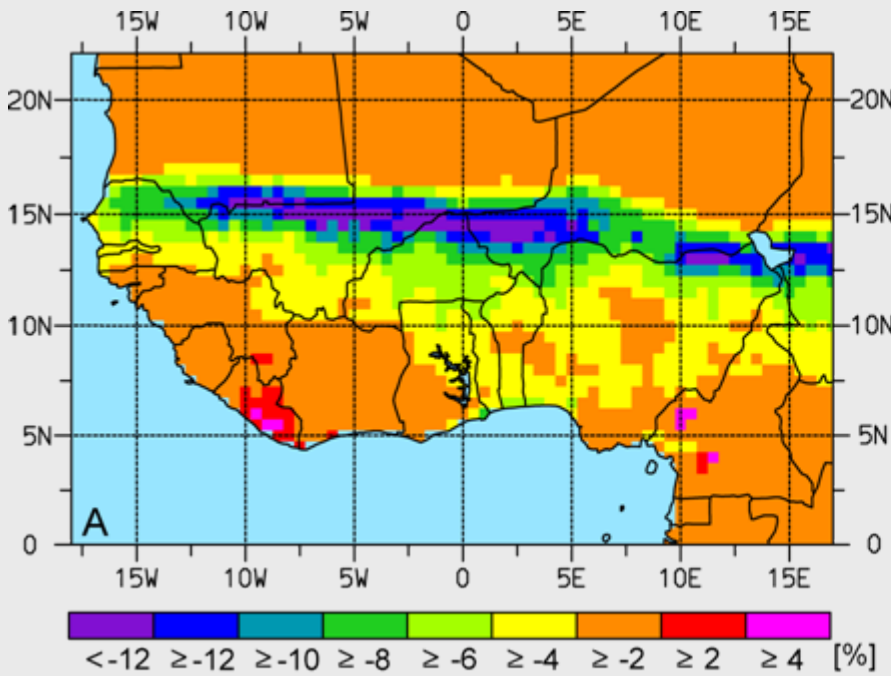 15W 10W 5W 0 5E 10E 15E
20N 20N
15N 15N
10N 10N
5N 5N
A
0 0
15W 10W 5W 0 5E 10E 15E
< -12 ≥ -12 ≥ -10 ≥ -8 ≥ -6 ≥ -4 ≥ -2 ≥ 2 ≥ 4 [%]